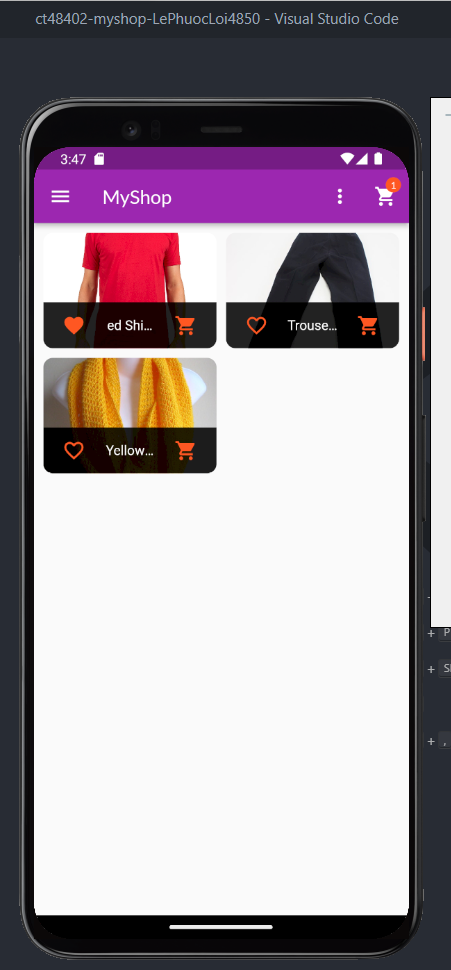 ct48402-myshop-LePhuocLoi4850 - Visual Studio Code
3:47
MyShop
1
ed Shi...
Trouse...
Yellow...
+ P
+ S
+ ,